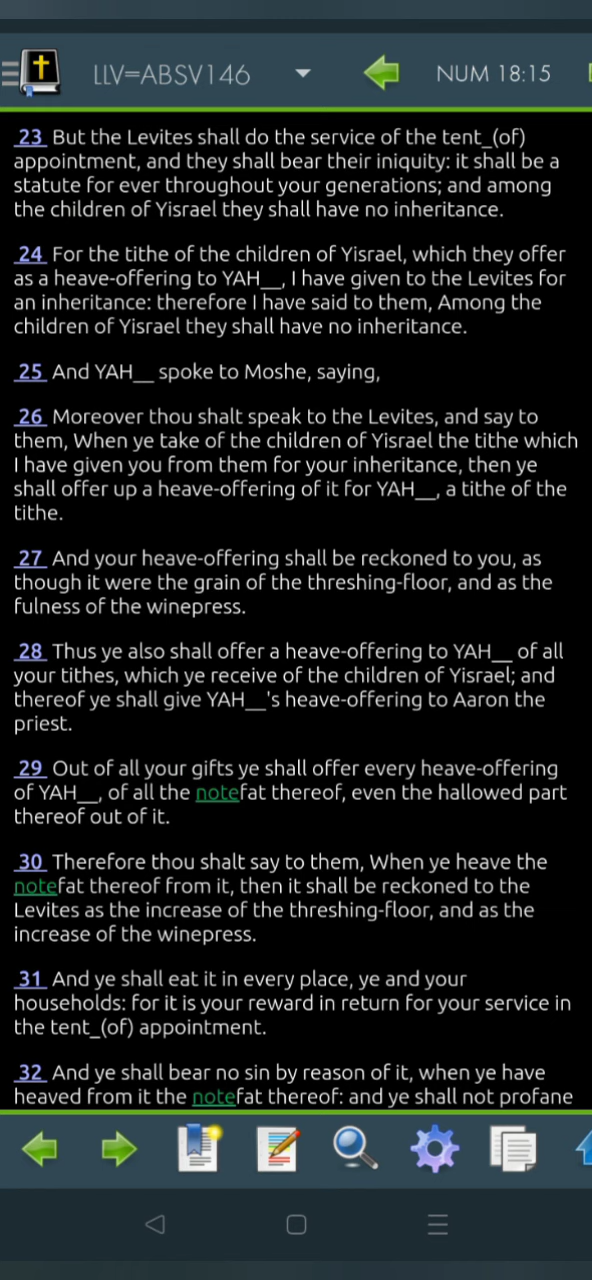 LLV=ABSV146 NUM 18:15
23 But the Levites shall do the service of the tent_(of)
appointment, and they shall bear their iniquity: it shall be a
statute for ever throughout your generations; and among
the children of Yisrael they shall have no inheritance.
24 For the tithe of the children of Yisrael, which they offer
as a heave-offering to YAH__, I have given to the Levites for
an inheritance: therefore I have said to them, Among the
children of Yisrael they shall have no inheritance.
25 And YAH__ spoke to Moshe, saying,
26 Moreover thou shalt speak to the Levites, and say to
them, When ye take of the children of Yisrael the tithe which
I have given you from them for your inheritance, then ye
shall offer up a heave-offering of it for YAH__, a tithe of the
tithe.
27 And your heave-offering shall be reckoned to you, as
though it were the grain of the threshing-floor, and as the
fulness of the winepress.
28 Thus ye also shall offer a heave-offering to YAH__ of all
your tithes, which ye receive of the children of Yisrael; and
thereof ye shall give YAH__'s heave-offering to Aaron the
priest.
29 Out of all your gifts ye shall offer every heave-offering
of YAH__, of all the notefat thereof, even the hallowed part
thereof out of it.
30 Therefore thou shalt say to them, When ye heave the
notefat thereof from it, then it shall be reckoned to the
Levites as the increase of the threshing-floor, and as the
increase of the winepress.
31 And ye shall eat it in every place, ye and your
households: for it is your reward in return for your service in
the tent_(of) appointment.
32 And ye shall bear no sin by reason of it, when ye have
heaved from it the notefat thereof: and ye shall not profane